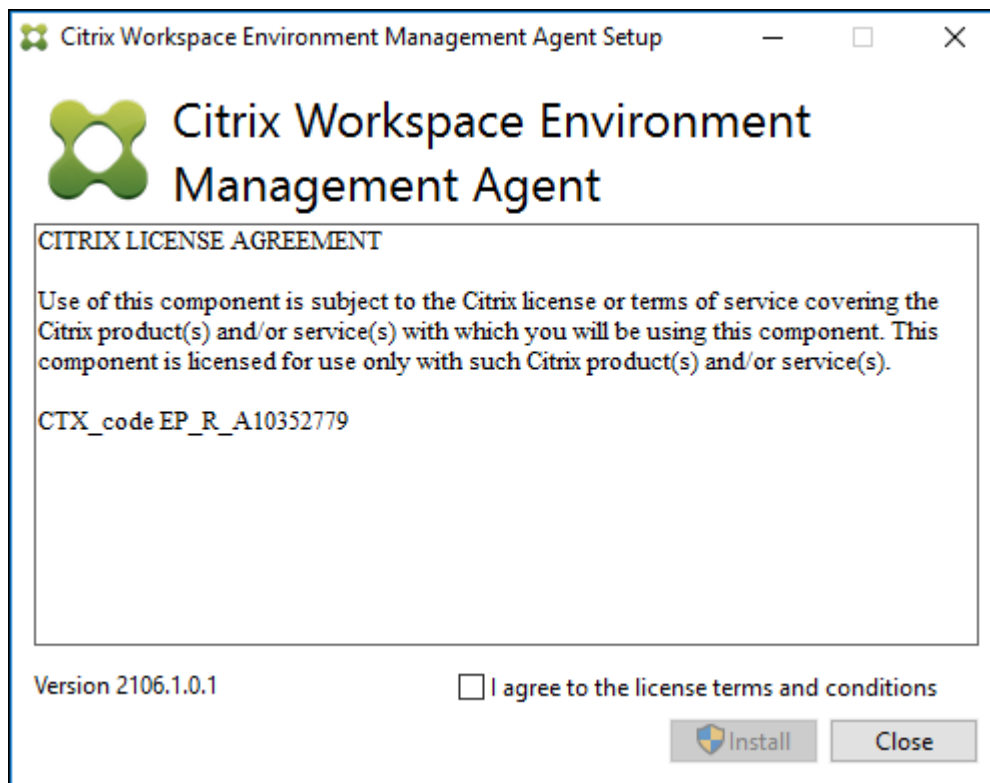 Citrix Workspace Environment Management Agent Setup
Citrix Workspace Environment
Management Agent
CITRIX LICENSE AGREEMENT
Use of this component is subject to the Citrix license or terms of service covering the
Citrix product(s) and/or service(s) with which you will be using this component. This
component is licensed for use only with such Citrix product(s) and/or service(s).
CTX_code EP_R_A10352779
Version 2106.1.0.1
I agree to the license terms and conditions
Install
Close